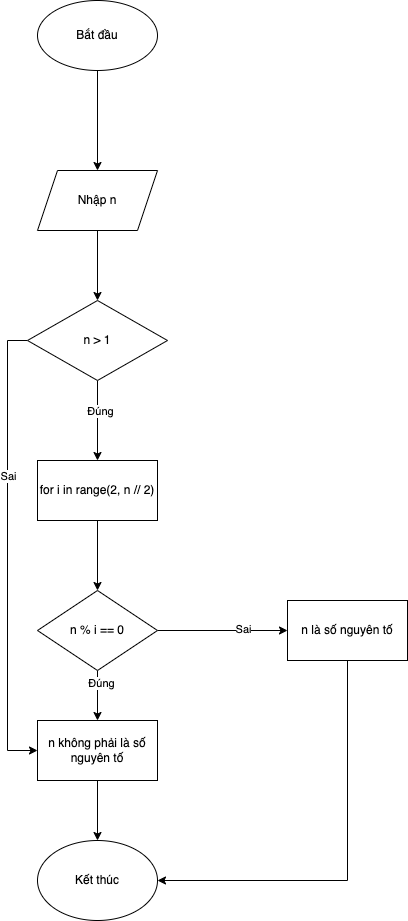 Bắt đầu
Nhập n
n > 1
Đúng
Sai
for i in range(2, n // 2)
n % i == 0
Sai
n là số nguyên tố
Đúng
n không phải là số
nguyên tố
Kết thúc